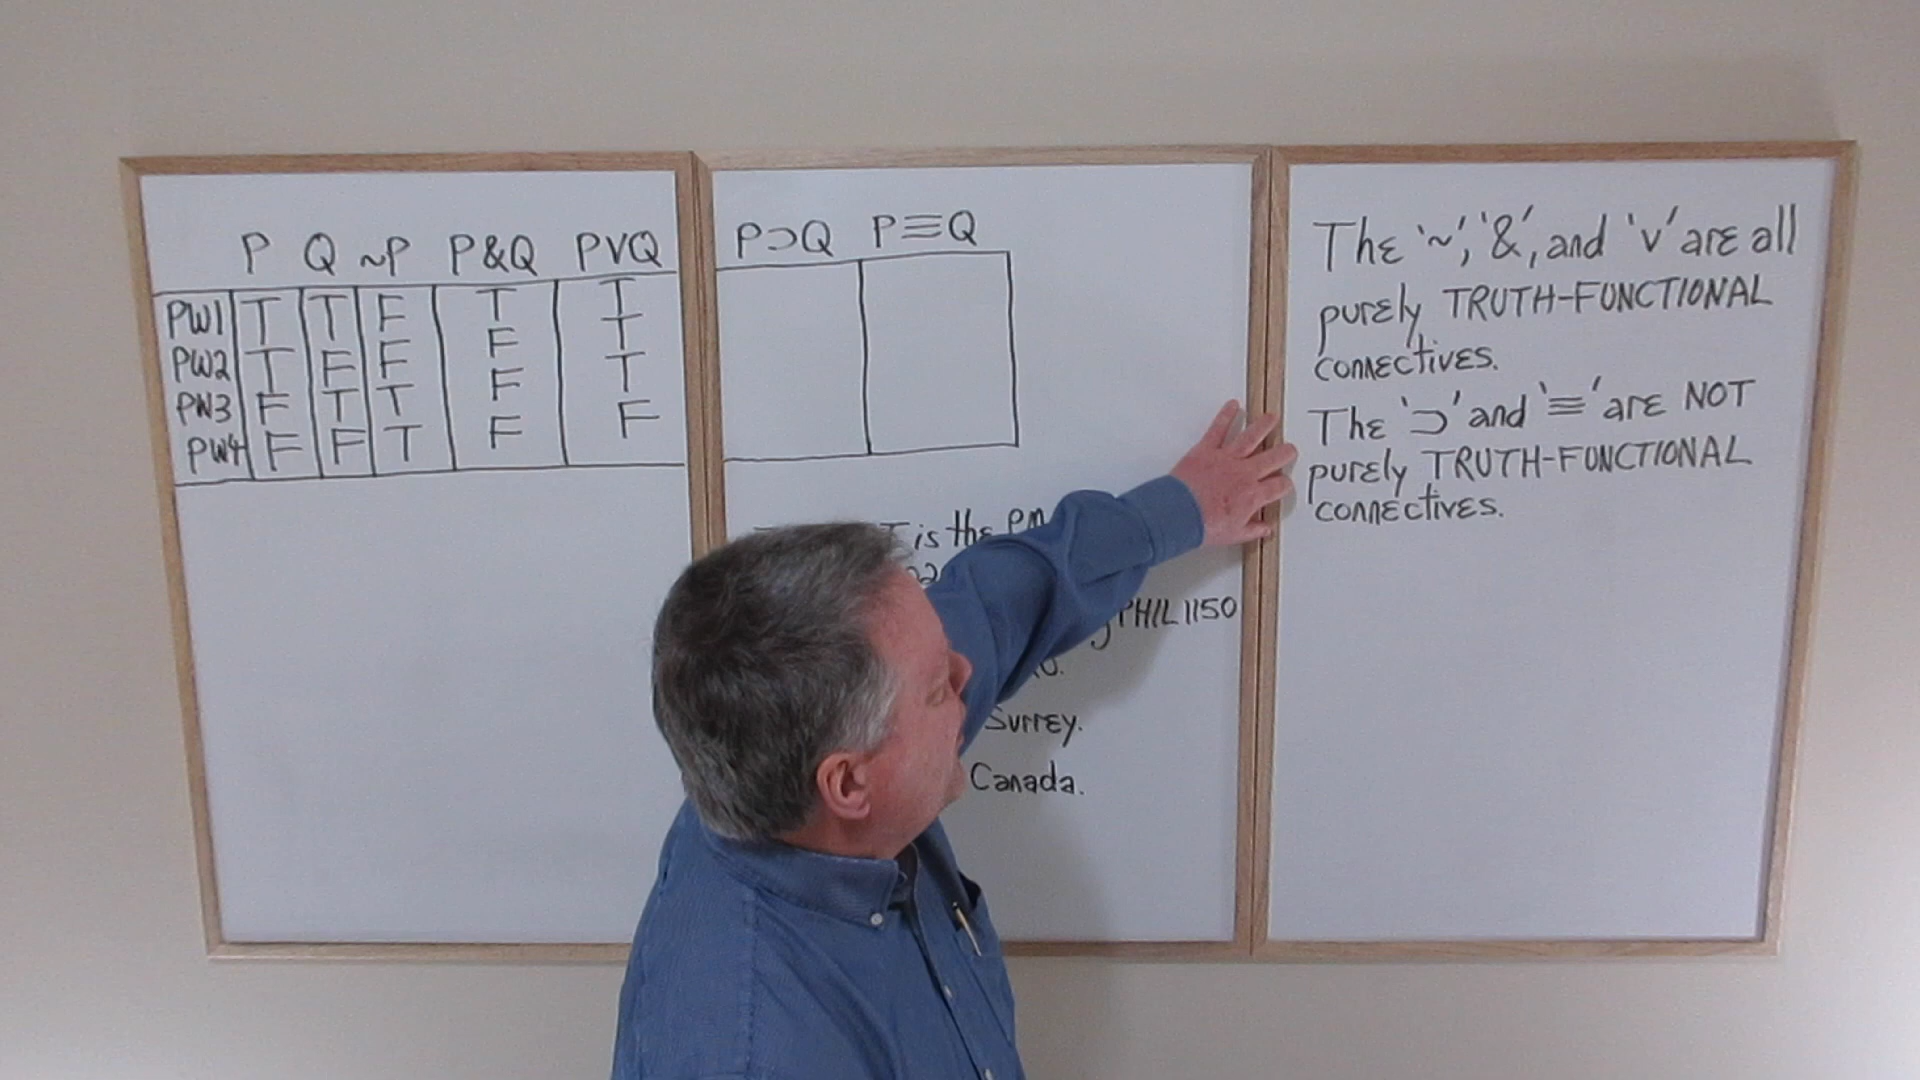 P Q ~P P&Q PVQ
PW1 T T F T T
PW2 T F F F T
PW3 F T T F T
PW4 F F T F F
P⊃Q P≡Q
is the
PHIL 1150
Surrey.
Canada.
The '~', '&', and 'v' are all
purely TRUTH-FUNCTIONAL
connectives.
The '⊃' and '≡' are NOT
purely TRUTH-FUNCTIONAL
connectives.